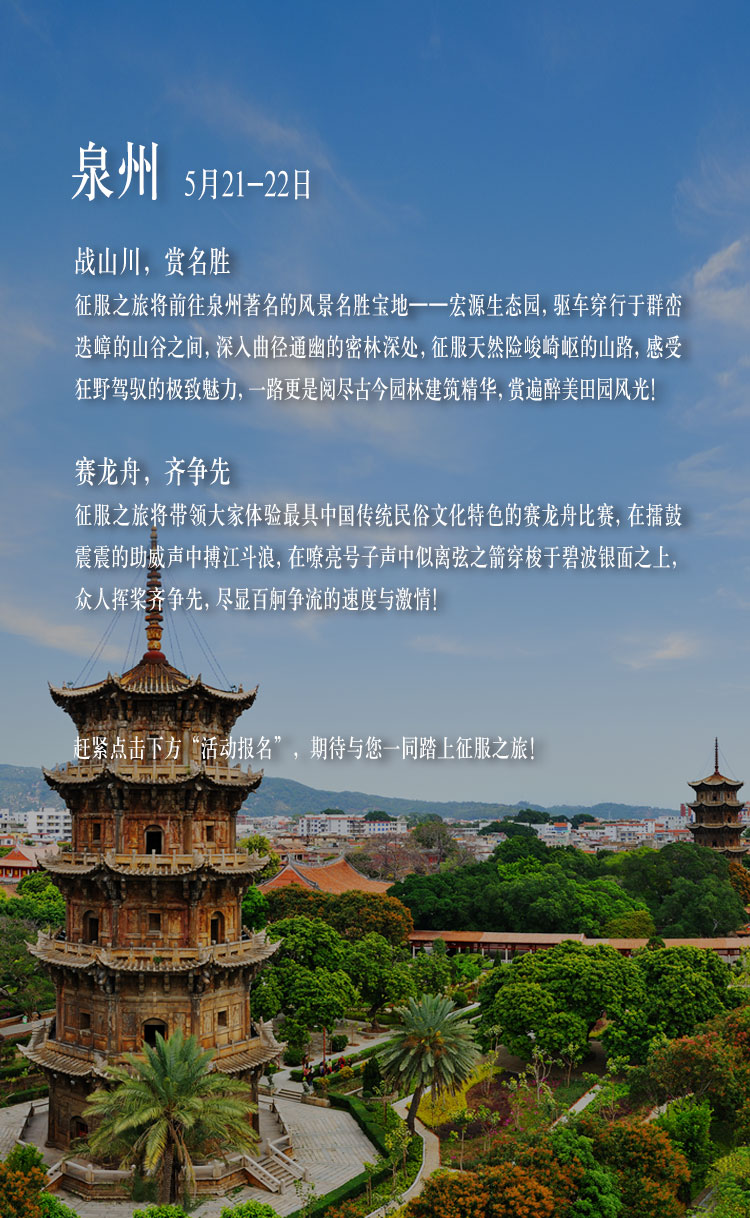 泉州 5月21-22日
战山川，赏名胜
征服之旅将前往泉州著名的风景名胜宝地——宏源生态园，驱车穿行于群峦
迭嶂的山谷之间，深入曲径通幽的密林深处，征服天然险峻崎岖的山路，感受
狂野驾驭的极致魅力，一路更是阅尽古今园林建筑精华，赏遍醉美田园风光！
赛龙舟，齐争先
征服之旅将带领大家体验最具中国传统民俗文化特色的赛龙舟比赛，在擂鼓
震震的助威声中搏江斗浪，在嘹亮号子声中似离弦之箭穿梭于碧波银面之上，
众人挥桨齐争先，尽显百舸争流的速度与激情！
赶紧点击下方“活动报名”，期待与您一同踏上征服之旅！